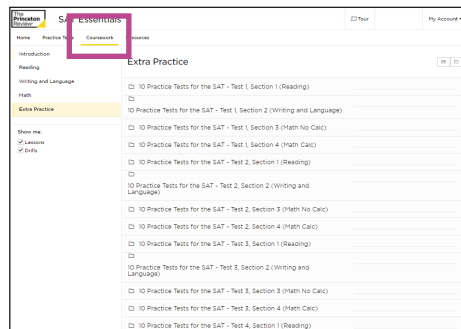 The
Princeton
Review
SAT Essentials
Tour
My Account
Home Practice Tests Coursework Resources
Introduction
Reading
Writing and Language
Math
Extra Practice
Show me:
Lessons
Drills
Extra Practice
10 Practice Tests for the SAT - Test 1, Section 1 (Reading)
10 Practice Tests for the SAT - Test 1, Section 2 (Writing and Language)
10 Practice Tests for the SAT - Test 1, Section 3 (Math No Calc)
10 Practice Tests for the SAT - Test 1, Section 4 (Math Calc)
10 Practice Tests for the SAT - Test 2, Section 1 (Reading)
10 Practice Tests for the SAT - Test 2, Section 2 (Writing and
Language)
10 Practice Tests for the SAT - Test 2, Section 3 (Math No Calc)
10 Practice Tests for the SAT - Test 2, Section 4 (Math Calc)
10 Practice Tests for the SAT - Test 3, Section 1 (Reading)
10 Practice Tests for the SAT - Test 3, Section 2 (Writing and
Language)
10 Practice Tests for the SAT - Test 3, Section 3 (Math No Calc)
10 Practice Tests for the SAT - Test 3, Section 4 (Math Calc)
10 Practice Tests for the SAT - Test 4, Section 1 (Reading)